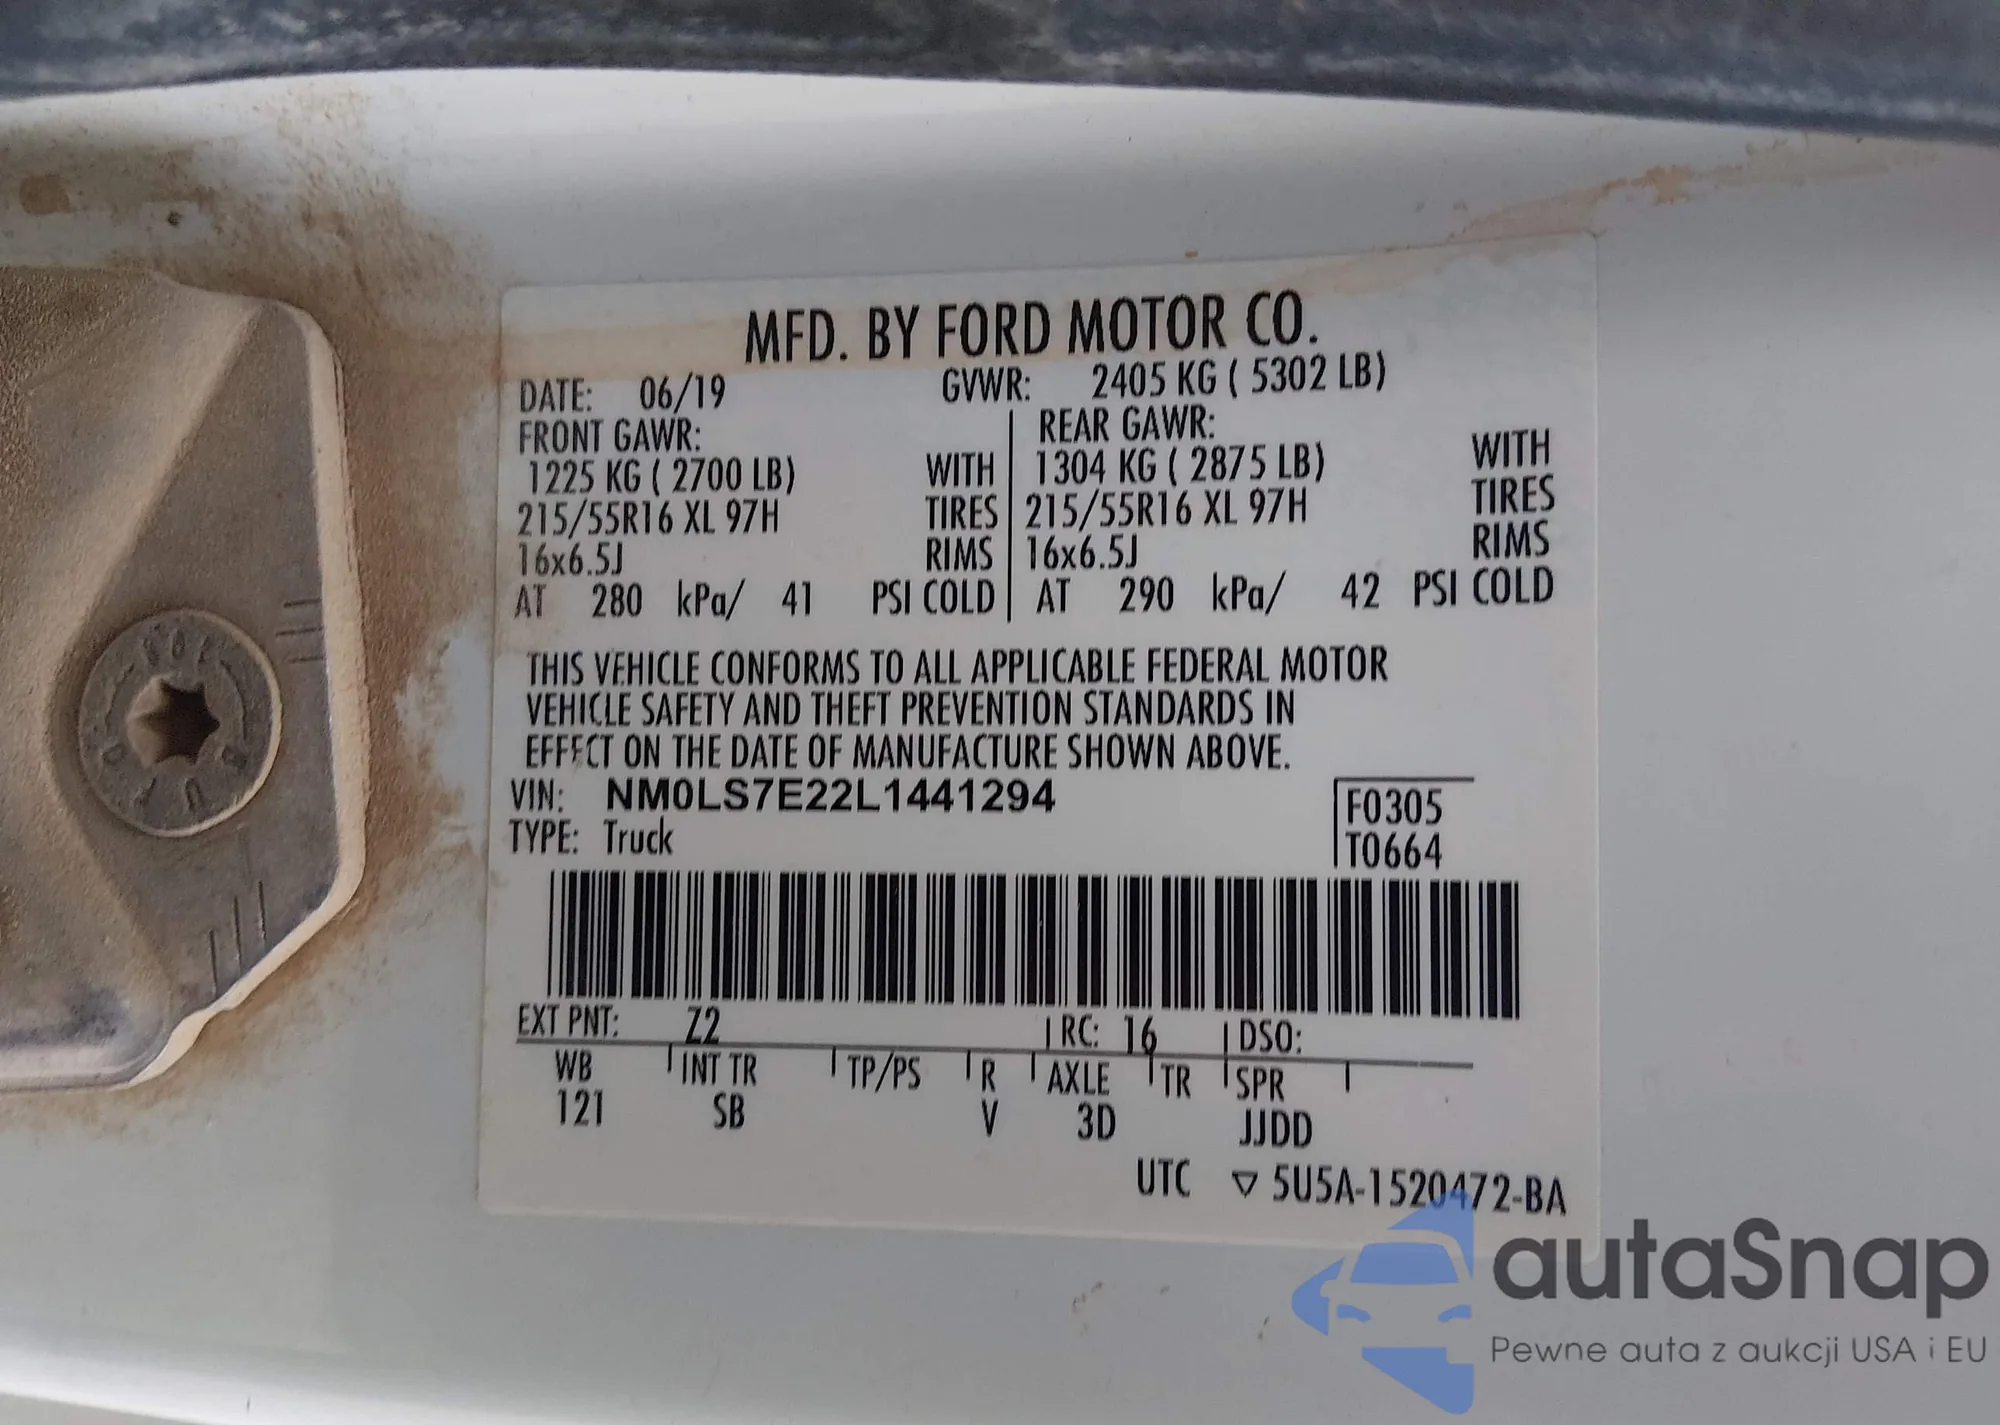 MFD. BY FORD MOTOR CO.
DATE: 06/19 GVWR: 2405 KG ( 5302 LB)
FRONT GAWR: REAR GAWR:
1225 KG ( 2700 LB) WITH 1304 KG ( 2875 LB) WITH
215/55R16 XL 97H TIRES 215/55R16 XL 97H TIRES
16x6.5J RIMS 16x6.5J RIMS
AT 280 kPa/ 41 PSI COLD AT 290 kPa/ 42 PSI COLD
THIS VEHICLE CONFORMS TO ALL APPLICABLE FEDERAL MOTOR
VEHICLE SAFETY AND THEFT PREVENTION STANDARDS IN
EFFECT ON THE DATE OF MANUFACTURE SHOWN ABOVE.
VIN: NM0LS7E22L1441294 F0305
TYPE: Truck T0664
EXT PNT: Z2 RC: 16 DSO:
WB INT TR TP/PS R AXLE TR SPR
121 SB V 3D JJDD
UTC ▽ 5U5A-1520472-BA
autaSnap
Pewne auta z aukcji USA i EU